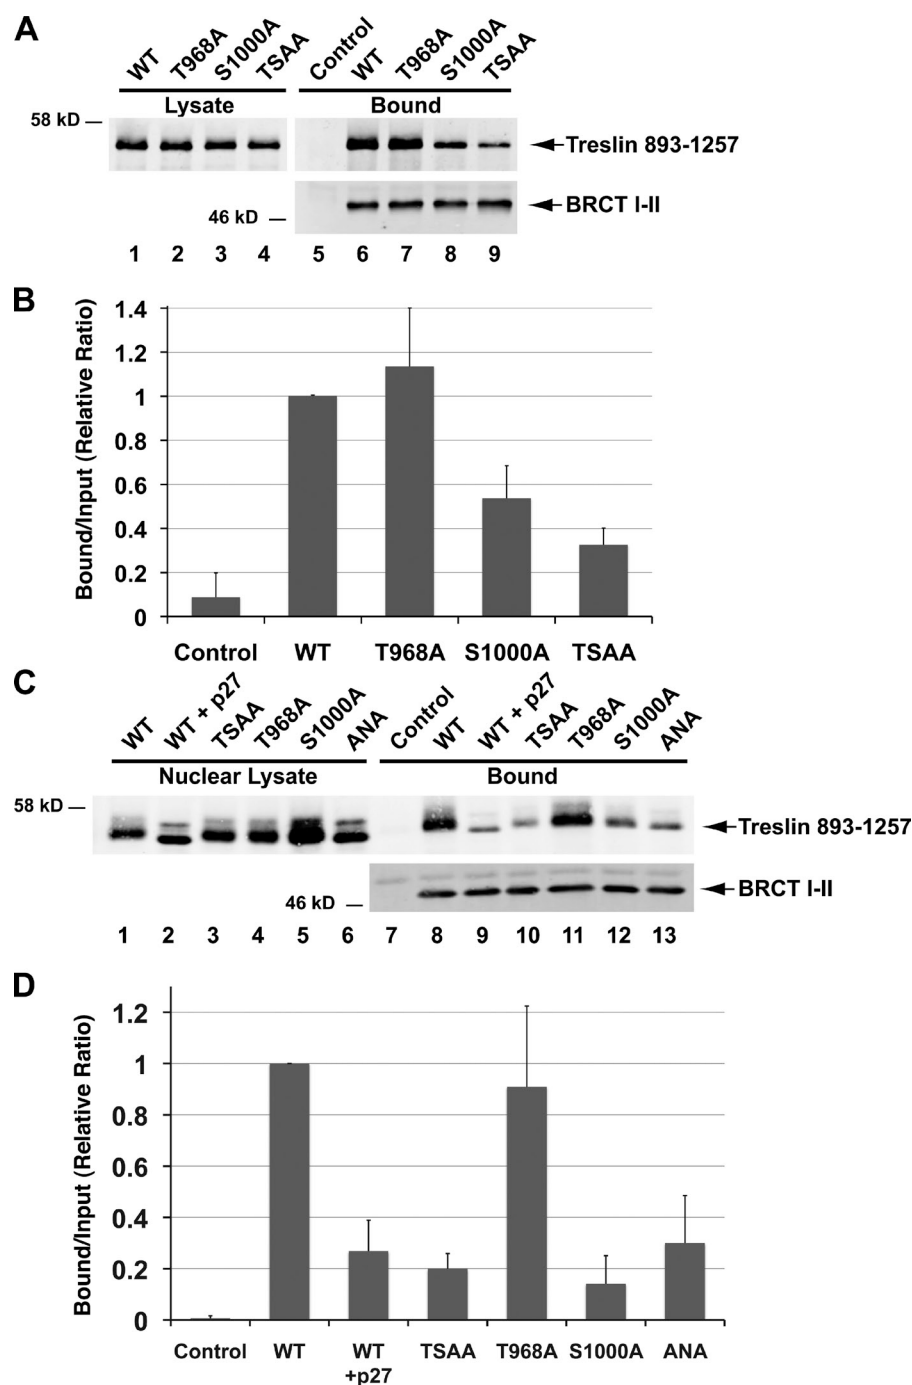 A
WT T968A S1000A TSAA Control WT T968A S1000A TSAA
Lysate Bound
58 kD
Treslin 893-1257
BRCT I-II
46 kD
1 2 3 4 5 6 7 8 9
B
Bound/Input (Relative Ratio)
1.4
1.2
1
0.8
0.6
0.4
0.2
0
Control WT T968A S1000A TSAA
C
WT WT + p27 TSAA T968A S1000A ANA Control WT WT + p27 TSAA T968A S1000A ANA
Nuclear Lysate Bound
58 kD
Treslin 893-1257
BRCT I-II
46 kD
1 2 3 4 5 6 7 8 9 10 11 12 13
D
Bound/Input (Relative Ratio)
1.2
1
0.8
0.6
0.4
0.2
0
Control WT WT TSAA T968A S1000A ANA
+p27